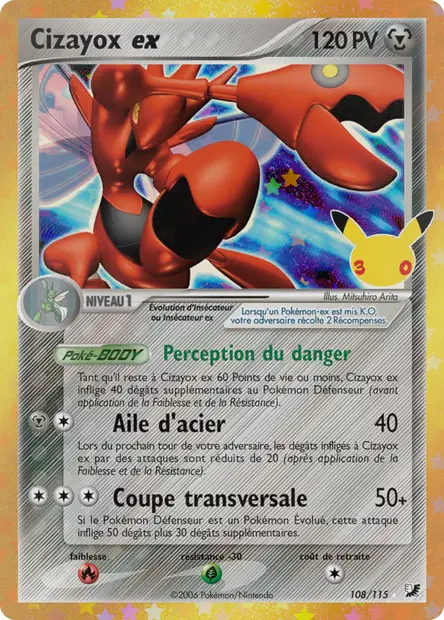 Cizayox ex 120 PV
3 0
Illus. Mitsuhiro Arita
NIVEAU 1
Évolution d'Insécateur
ou Insécateur ex
Lorsqu'un Pokémon-ex est mis K.O,
votre adversaire récolte 2 Récompenses.
Poké-BODY Perception du danger
Tant qu'il reste à Cizayox ex 60 Points de vie ou moins, Cizayox ex
inflige 40 dégâts supplémentaires au Pokémon Défenseur (avant
application de la Faiblesse et de la Résistance).
Aile d'acier 40
Lors du prochain tour de votre adversaire, les dégâts infligés à Cizayox
ex par des attaques sont réduits de 20 (après application de la
Faiblesse et de la Résistance).
Coupe transversale 50+
Si le Pokémon Défenseur est un Pokémon Évolué, cette attaque
inflige 50 dégâts plus 30 dégâts supplémentaires.
faiblesse résistance -30 coût de retraite
©2006 Pokémon/Nintendo 108/115